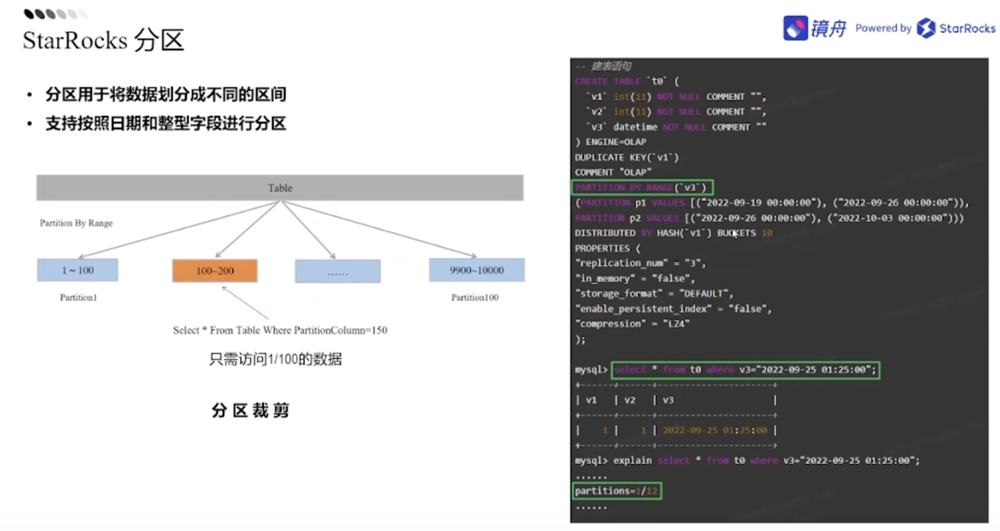 StarRocks 分区
镜舟 Powered by StarRocks
• 分区用于将数据划分成不同的区间
• 支持按照日期和整型字段进行分区
Table
Partition By Range
1 ~ 100
100~200
……
9900~10000
Partition1
Partition100
Select * From Table Where PartitionColumn=150
只需访问1/100的数据
分 区 裁 剪
-- 建表语句
CREATE TABLE `t0` (
`v1` int(11) NOT NULL COMMENT "",
`v2` int(11) NOT NULL COMMENT "",
`v3` datetime NOT NULL COMMENT ""
) ENGINE=OLAP
DUPLICATE KEY(`v1`)
COMMENT "OLAP"
PARTITION BY RANGE(`v3`)
(PARTITION p1 VALUES [("2022-09-19 00:00:00"), ("2022-09-26 00:00:00")),
PARTITION p2 VALUES [("2022-09-26 00:00:00"), ("2022-10-03 00:00:00")))
DISTRIBUTED BY HASH(`v1`) BUCKETS 10
PROPERTIES (
"replication_num" = "3",
"in_memory" = "false",
"storage_format" = "DEFAULT",
"enable_persistent_index" = "false",
"compression" = "LZ4"
);
mysql> select * from t0 where v3="2022-09-25 01:25:00";
+------+------+---------------------+
| v1 | v2 | v3 |
+------+------+---------------------+
| 1 | 1 | 2022-09-25 01:25:00 |
+------+------+---------------------+
mysql> explain select * from t0 where v3="2022-09-25 01:25:00";
......
partitions=1/12
......